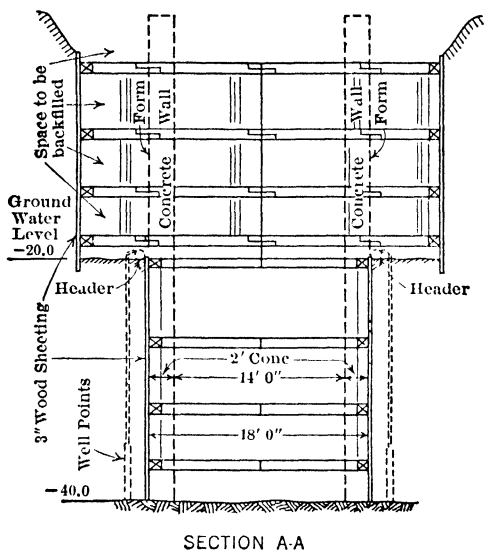 Space to be
backfilled
Form
Wall
Wall
Form
Concrete
Concrete
Ground
Water
Level
-20.0
Header
Header
3" Wood Sheeting
2' Conc
14' 0"
18' 0"
Well Points
-40.0
SECTION A-A